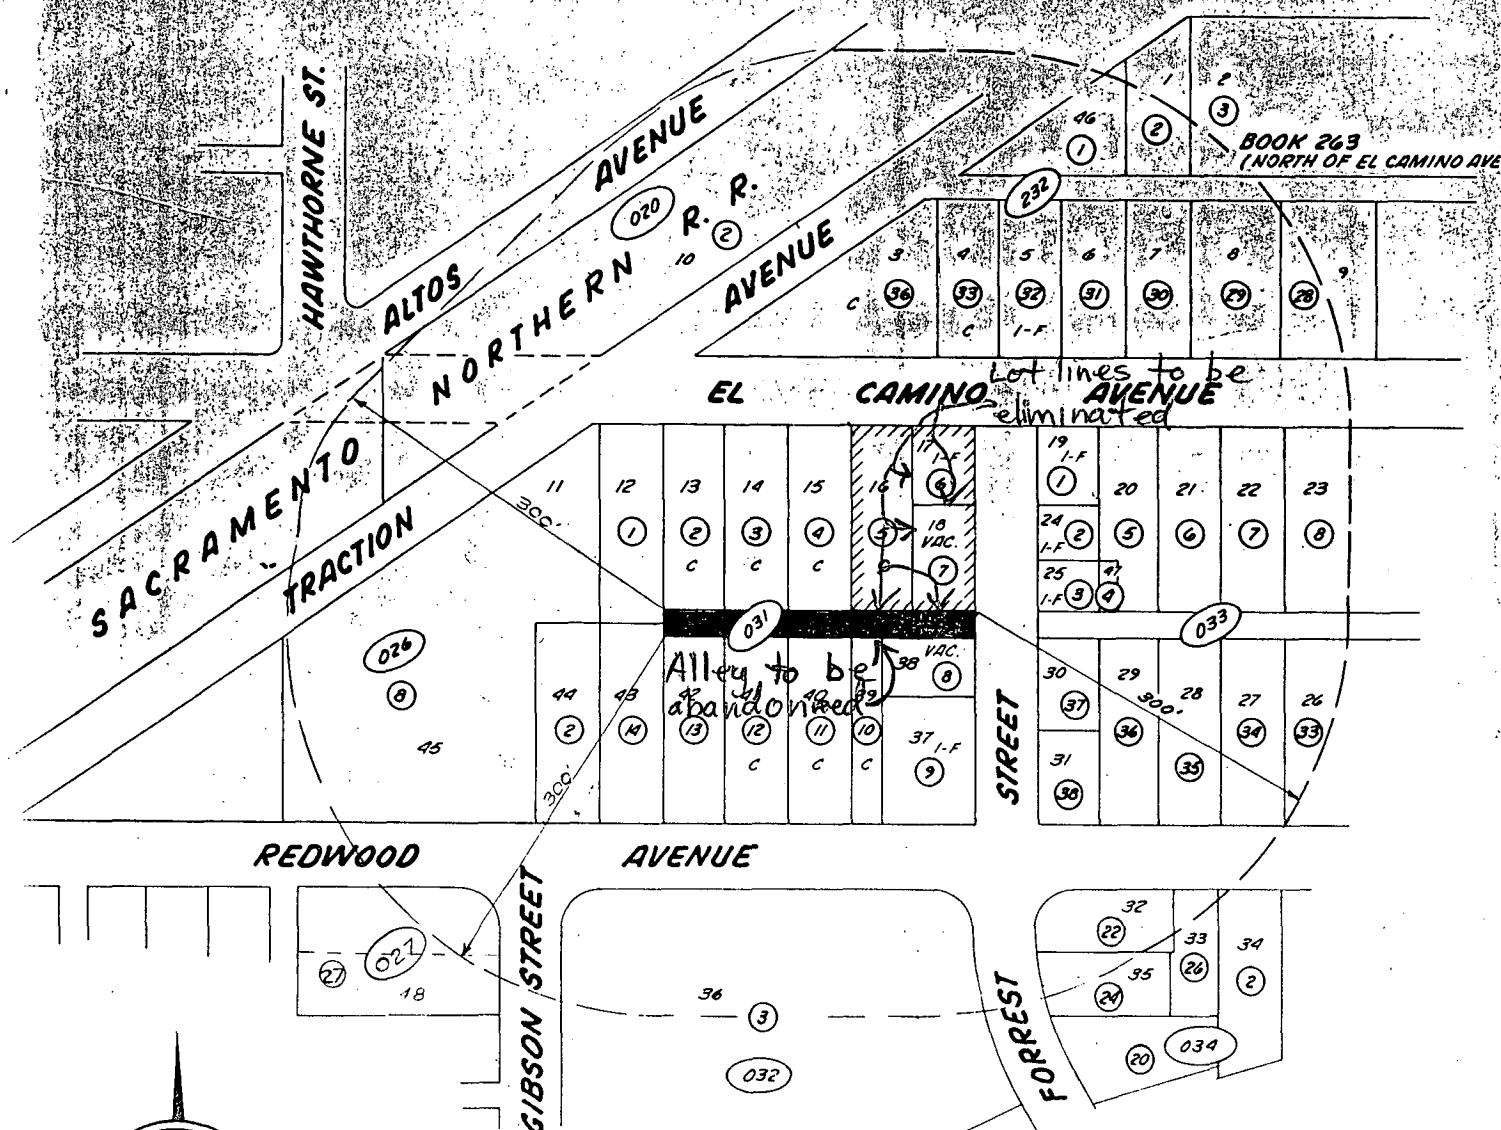 HAWTHORNE ST.
ALTOS AVENUE
020
SACRAMENTO NORTHERN R. R.
2
10
TRACTION AVENUE
46
1
1
2
2
3
BOOK 263
(NORTH OF EL CAMINO AVE
232
3 4 5 6 7 8 9
C 36 33 32 31 30 29 28
C 1-F
Lot lines to be
eliminated
EL CAMINO AVENUE
11 12 13 14 15 16 17 1-F
1 2 3 4 5 6
C C C C
18
VAC.
7
19
1-F
1
20 21 22 23
5 6 7 8
24
1-F 2
25 47
1-F 3 4
300'
031
033
026
8
45
Alley to be
abandonned
38 VAC.
8
44 43 42 41 40 39
2 14 13 12 11 10
C C C
37 1-F
9
300'
30 29 28 27 26
37 36 35 34 33
300'
31
38
STREET
REDWOOD AVENUE
GIBSON STREET
027
27
48
36
3
032
FORREST
32
22
33
26
34
2
35
24
20
034